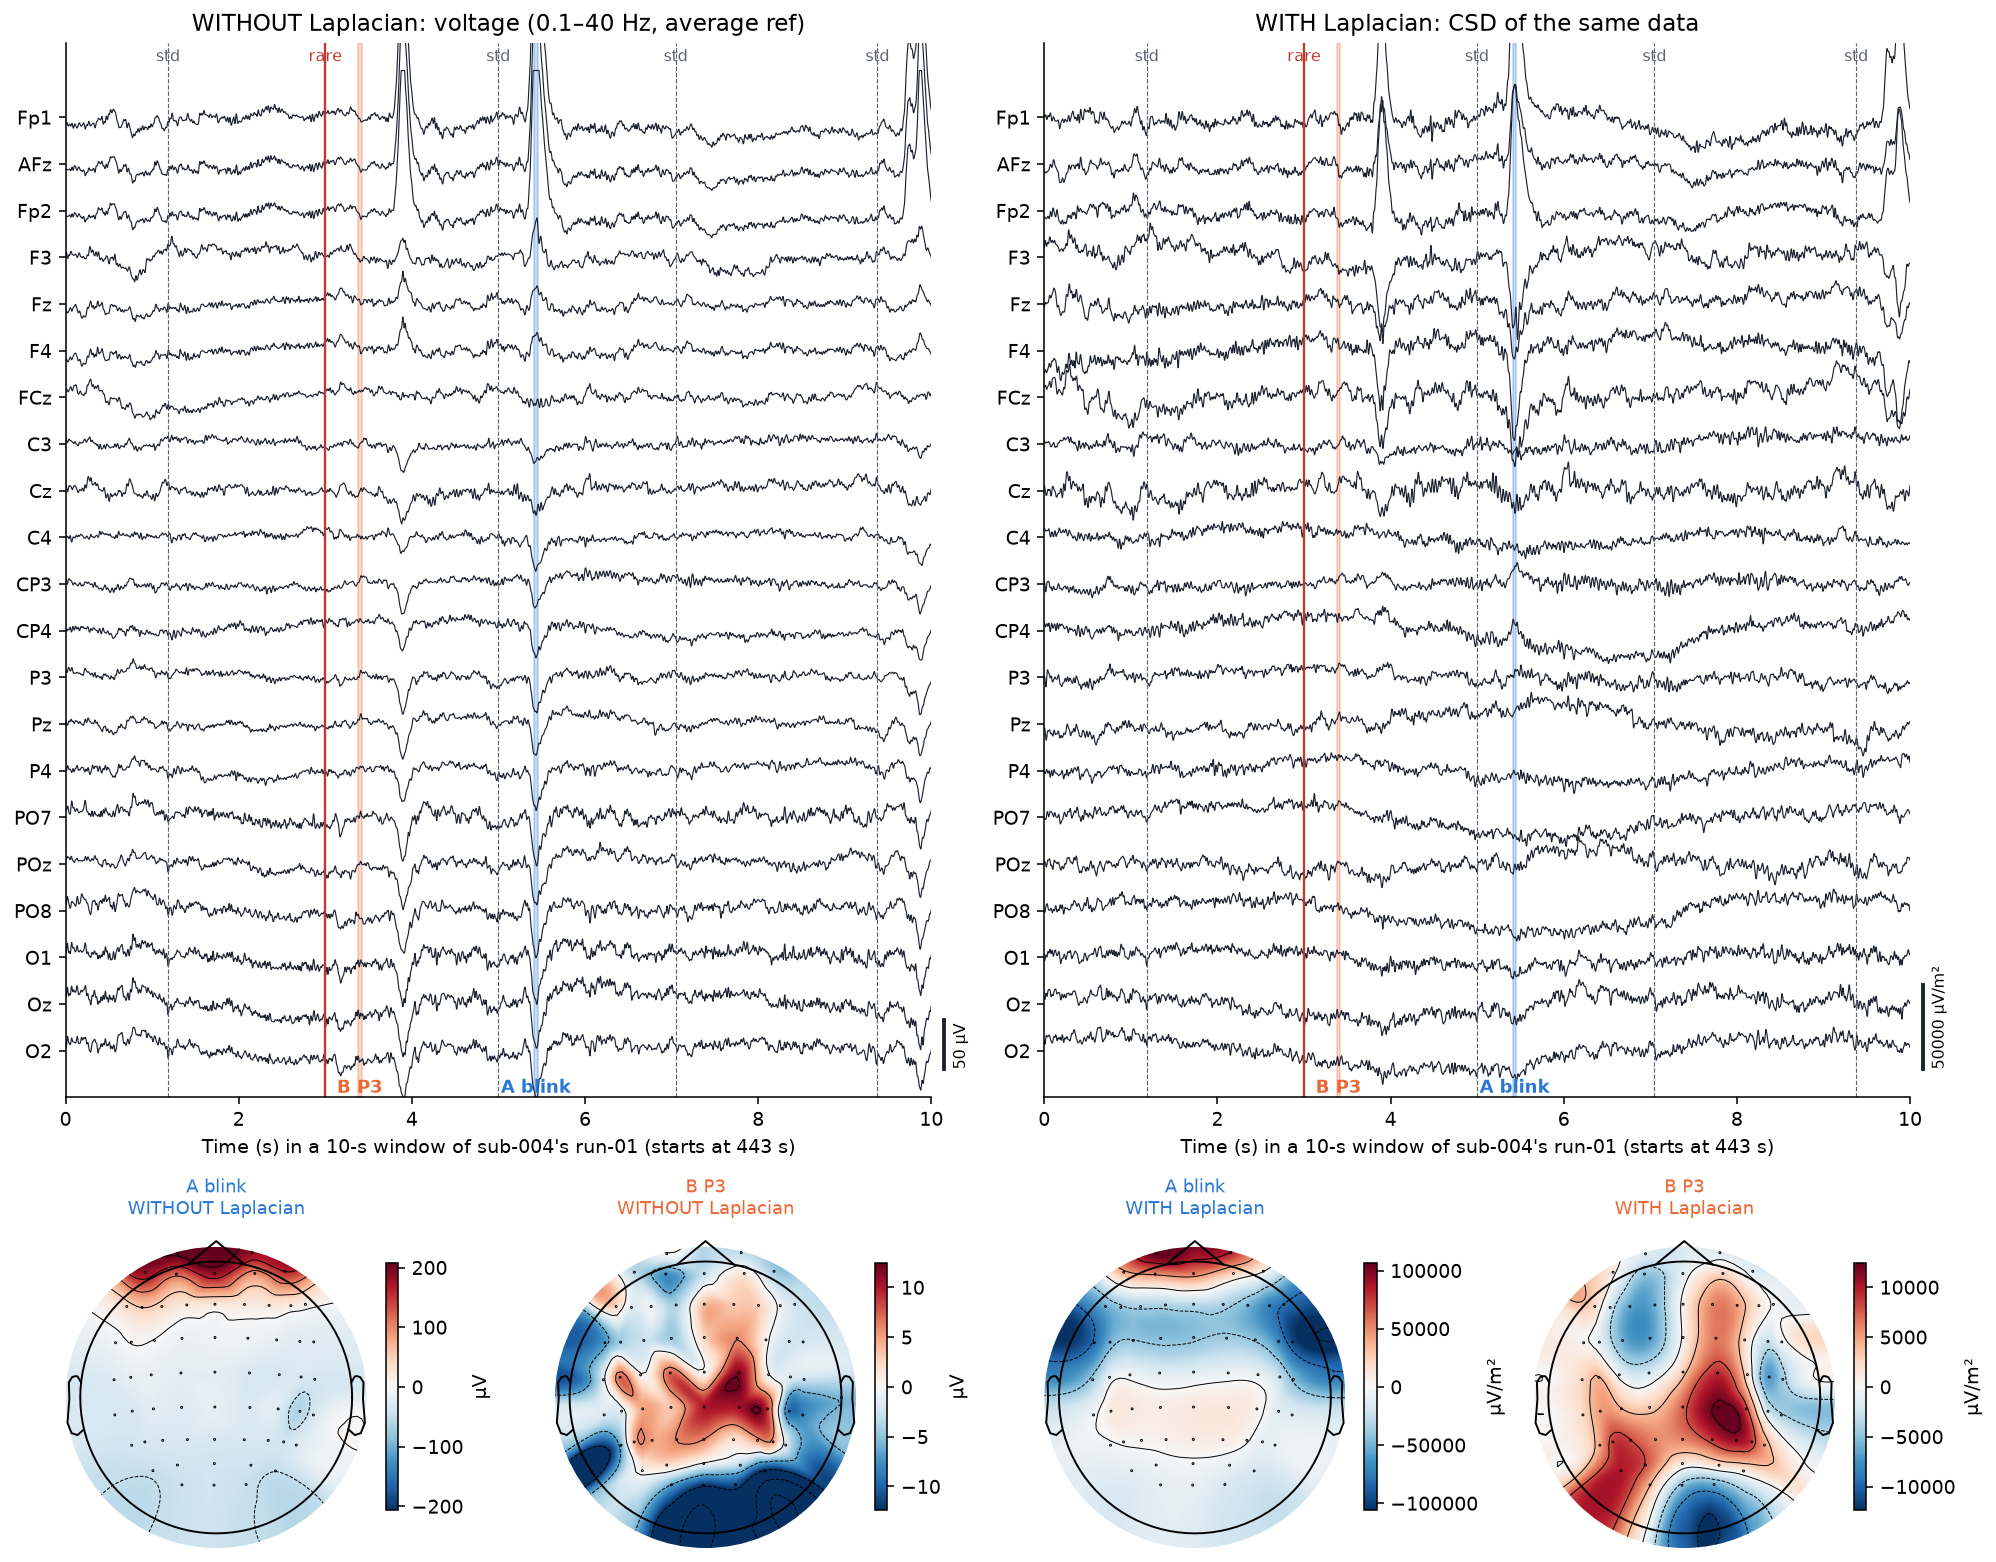 WITHOUT Laplacian: voltage (0.1–40 Hz, average ref)
std
rare
std
std
std
Fp1
AFz
Fp2
F3
Fz
F4
FCz
C3
Cz
C4
CP3
CP4
P3
Pz
P4
PO7
POz
PO8
O1
Oz
O2
50 µV
B P3
A blink
0
2
4
6
8
10
Time (s) in a 10-s window of sub-004's run-01 (starts at 443 s)
WITH Laplacian: CSD of the same data
std
rare
std
std
std
Fp1
AFz
Fp2
F3
Fz
F4
FCz
C3
Cz
C4
CP3
CP4
P3
Pz
P4
PO7
POz
PO8
O1
Oz
O2
50000 µV/m²
B P3
A blink
0
2
4
6
8
10
Time (s) in a 10-s window of sub-004's run-01 (starts at 443 s)
A blink
WITHOUT Laplacian
200
100
0
−100
−200
µV
B P3
WITHOUT Laplacian
10
5
0
−5
−10
µV
A blink
WITH Laplacian
100000
50000
0
−50000
−100000
µV/m²
B P3
WITH Laplacian
10000
5000
0
−5000
−10000
µV/m²